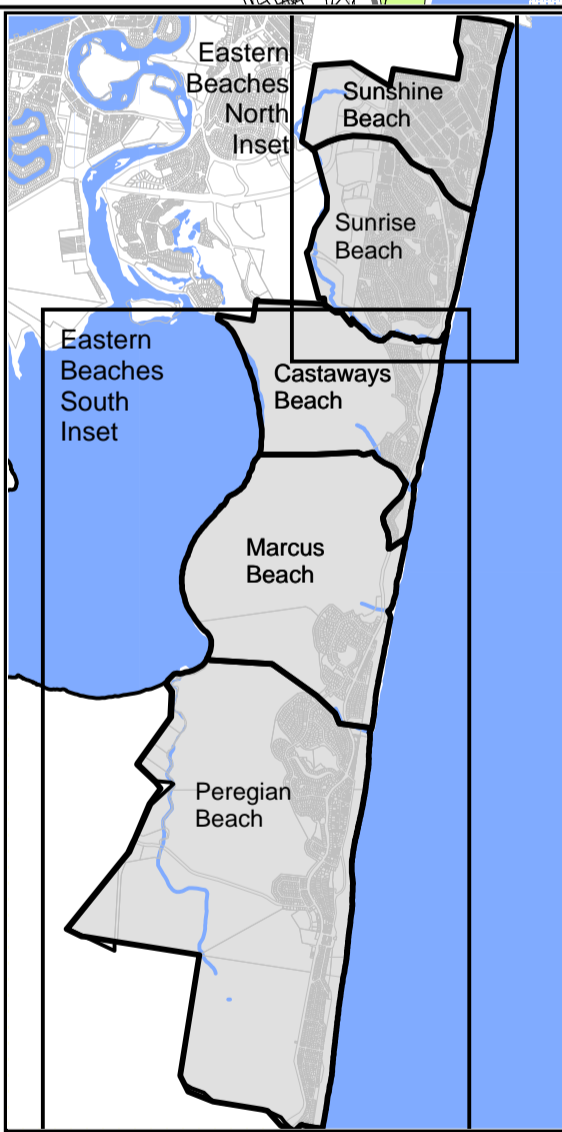 Eastern
Beaches
North
Inset
Sunshine
Beach
Sunrise
Beach
Eastern
Beaches
South
Inset
Castaways
Beach
Marcus
Beach
Peregian
Beach